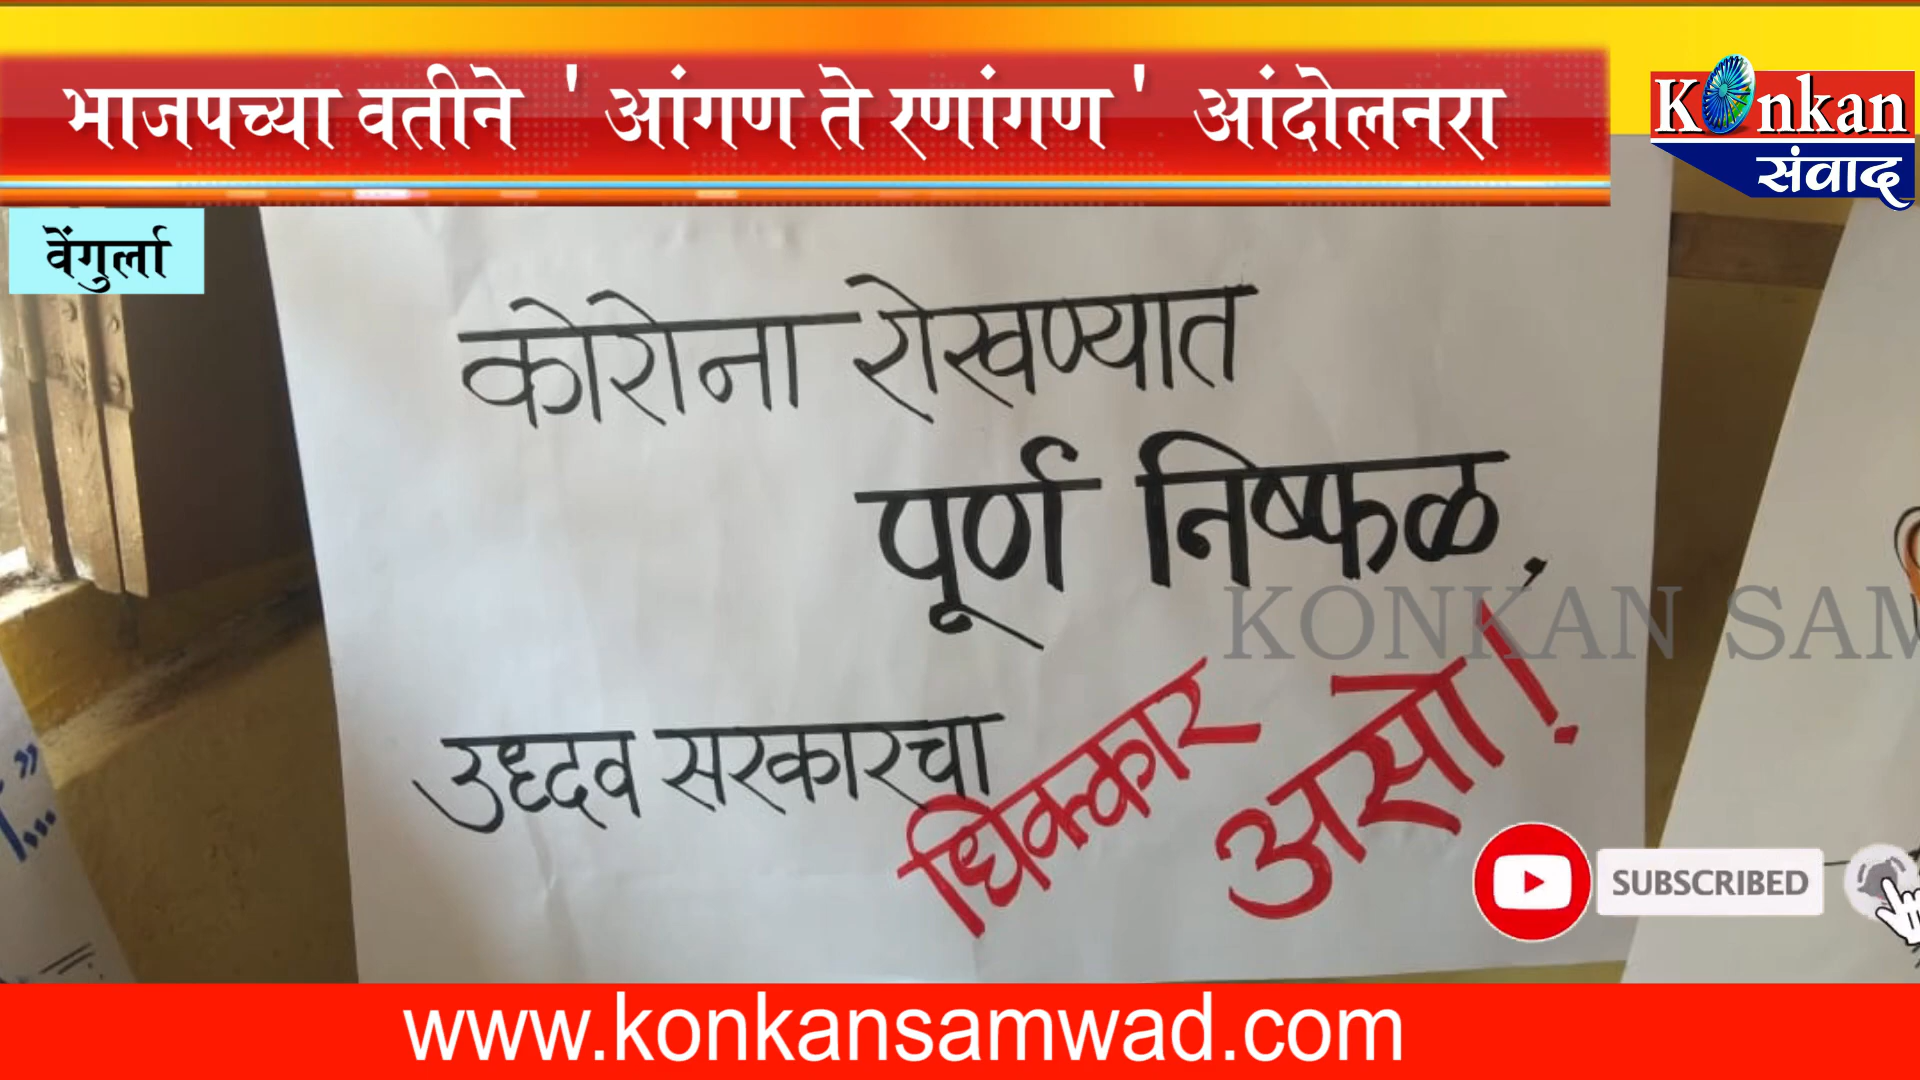 भाजपच्या वतीने ' आंगण ते रणांगण ' आंदोलनरा
Konkan
संवाद
वेंगुर्ला
कोरोना रोखण्यात
पूर्ण निष्फळ.
KONKAN SAM
उध्दव सरकारचा
धिक्कार
असो!
SUBSCRIBED
www.konkansamwad.com